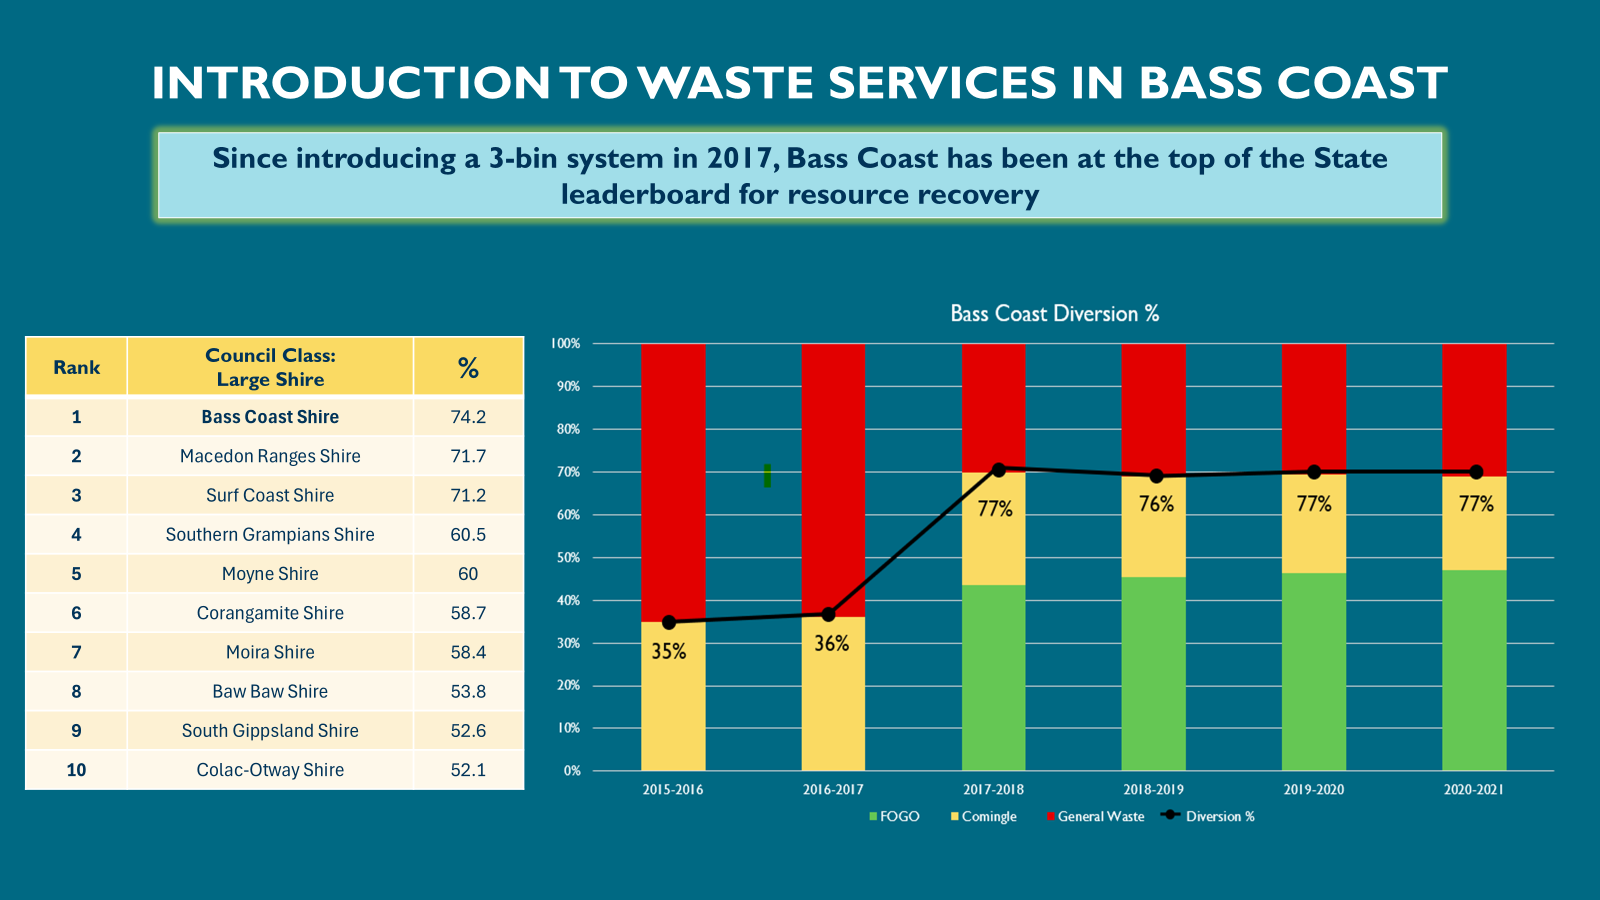 INTRODUCTION TO WASTE SERVICES IN BASS COAST
Since introducing a 3-bin system in 2017, Bass Coast has been at the top of the State
leaderboard for resource recovery
Rank Council Class: Large Shire %
1 Bass Coast Shire 74.2
2 Macedon Ranges Shire 71.7
3 Surf Coast Shire 71.2
4 Southern Grampians Shire 60.5
5 Moyne Shire 60
6 Corangamite Shire 58.7
7 Moira Shire 58.4
8 Baw Baw Shire 53.8
9 South Gippsland Shire 52.6
10 Colac-Otway Shire 52.1
Bass Coast Diversion %
100%
90%
80%
70%
60%
50%
40%
30%
20%
10%
0%
35% 36% 77% 76% 77% 77%
2015-2016 2016-2017 2017-2018 2018-2019 2019-2020 2020-2021
FOGO Comingle General Waste Diversion %